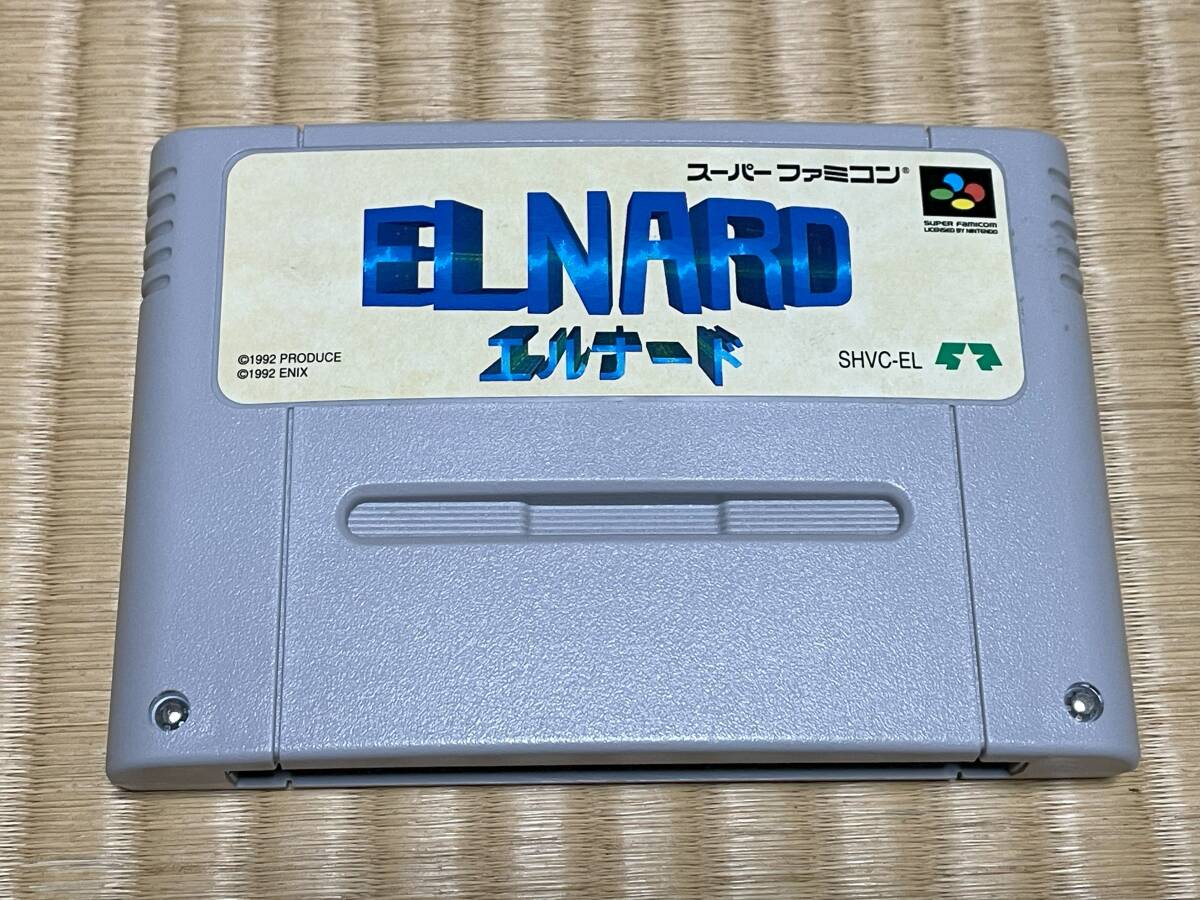 スーパーファミコン®
SUPER FAMICOM
LICENSED BY NINTENDO
ELNARD
エルナード
©1992 PRODUCE
©1992 ENIX
SHVC-EL